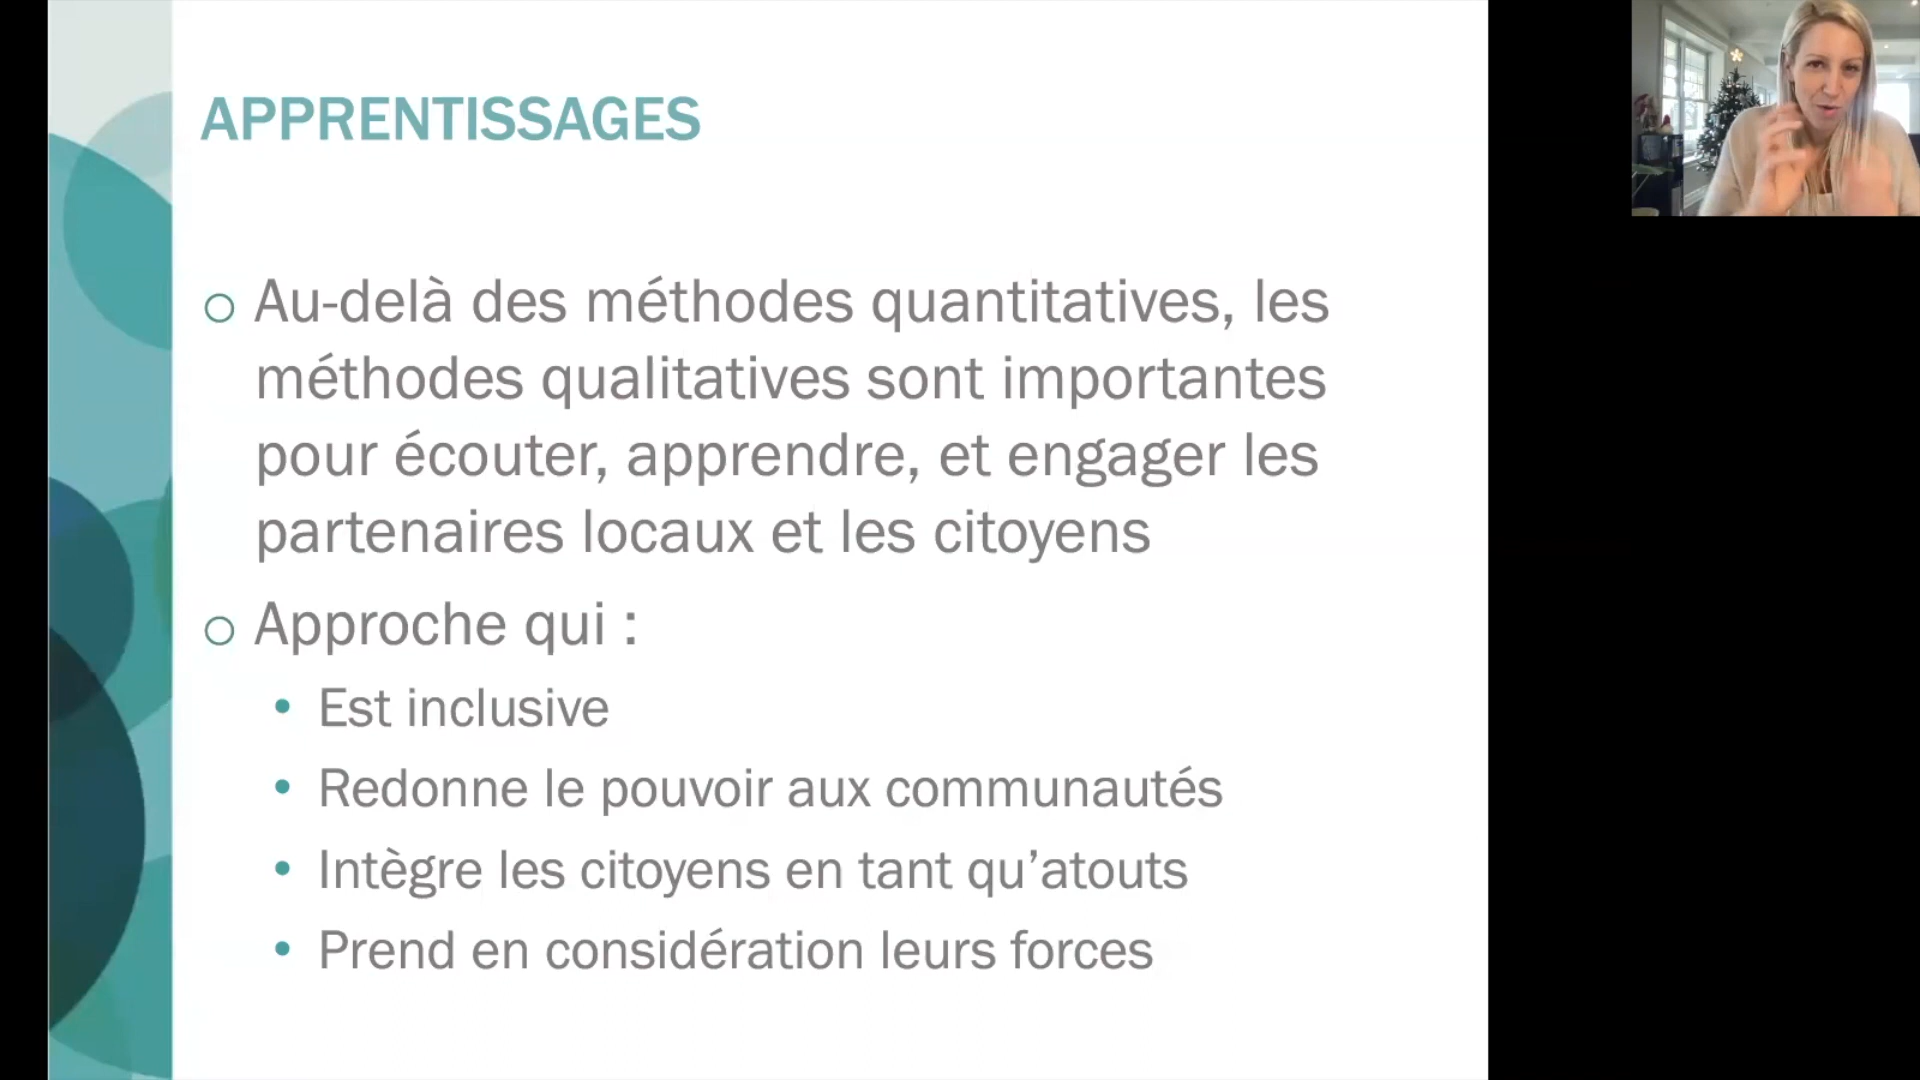 APPRENTISSAGES
Au-delà des méthodes quantitatives, les
méthodes qualitatives sont importantes
pour écouter, apprendre, et engager les
partenaires locaux et les citoyens
Approche qui :
Est inclusive
Redonne le pouvoir aux communautés
Intègre les citoyens en tant qu’atouts
Prend en considération leurs forces